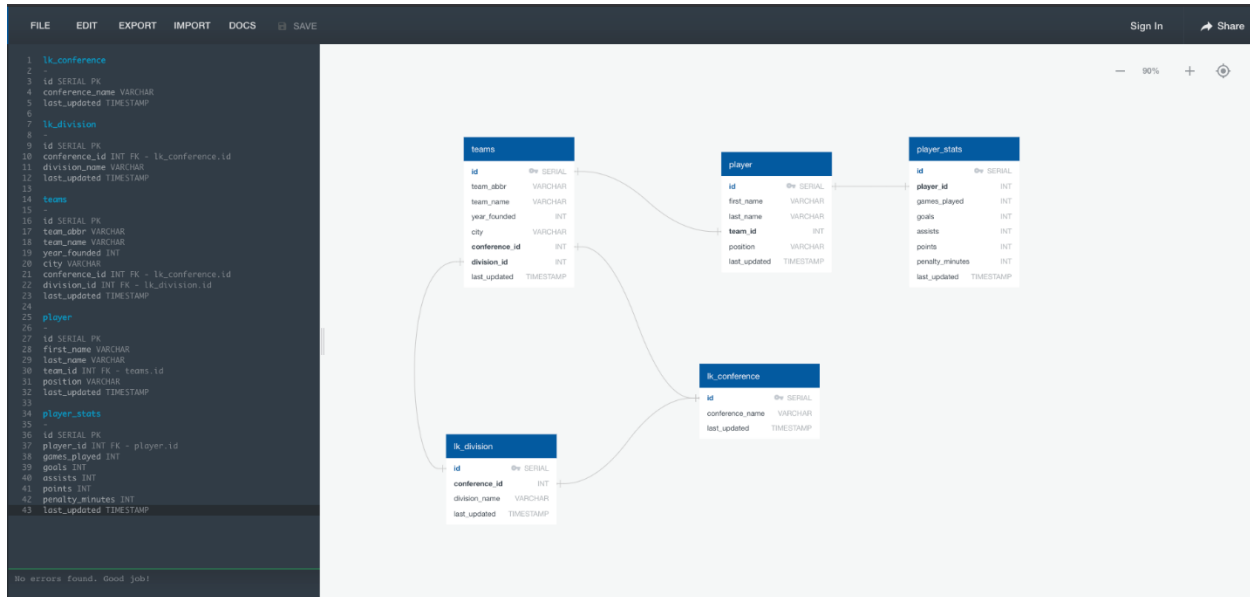 FILE EDIT EXPORT IMPORT DOCS SAVE Sign In Share
1 lk_conference
2 -
3 id SERIAL PK
4 conference_name VARCHAR
5 last_updated TIMESTAMP
6
7 lk_division
8 -
9 id SERIAL PK
10 conference_id INT FK - lk_conference.id
11 division_name VARCHAR
12 last_updated TIMESTAMP
13
14 teams
15 -
16 id SERIAL PK
17 team_abbr VARCHAR
18 team_name VARCHAR
19 year_founded INT
20 city VARCHAR
21 conference_id INT FK - lk_conference.id
22 division_id INT FK - lk_division.id
23 last_updated TIMESTAMP
24
25 player
26 -
27 id SERIAL PK
28 first_name VARCHAR
29 last_name VARCHAR
30 team_id INT FK - teams.id
31 position VARCHAR
32 last_updated TIMESTAMP
33
34 player_stats
35 -
36 id SERIAL PK
37 player_id INT FK - player.id
38 games_played INT
39 goals INT
40 assists INT
41 points INT
42 penalty_minutes INT
43 last_updated TIMESTAMP
No errors found. Good job!
90%
teams
id SERIAL
team_abbr VARCHAR
team_name VARCHAR
year_founded INT
city VARCHAR
conference_id INT
division_id INT
last_updated TIMESTAMP
player
id SERIAL
first_name VARCHAR
last_name VARCHAR
team_id INT
position VARCHAR
last_updated TIMESTAMP
player_stats
id SERIAL
player_id INT
games_played INT
goals INT
assists INT
points INT
penalty_minutes INT
last_updated TIMESTAMP
lk_conference
id SERIAL
conference_name VARCHAR
last_updated TIMESTAMP
lk_division
id SERIAL
conference_id INT
division_name VARCHAR
last_updated TIMESTAMP